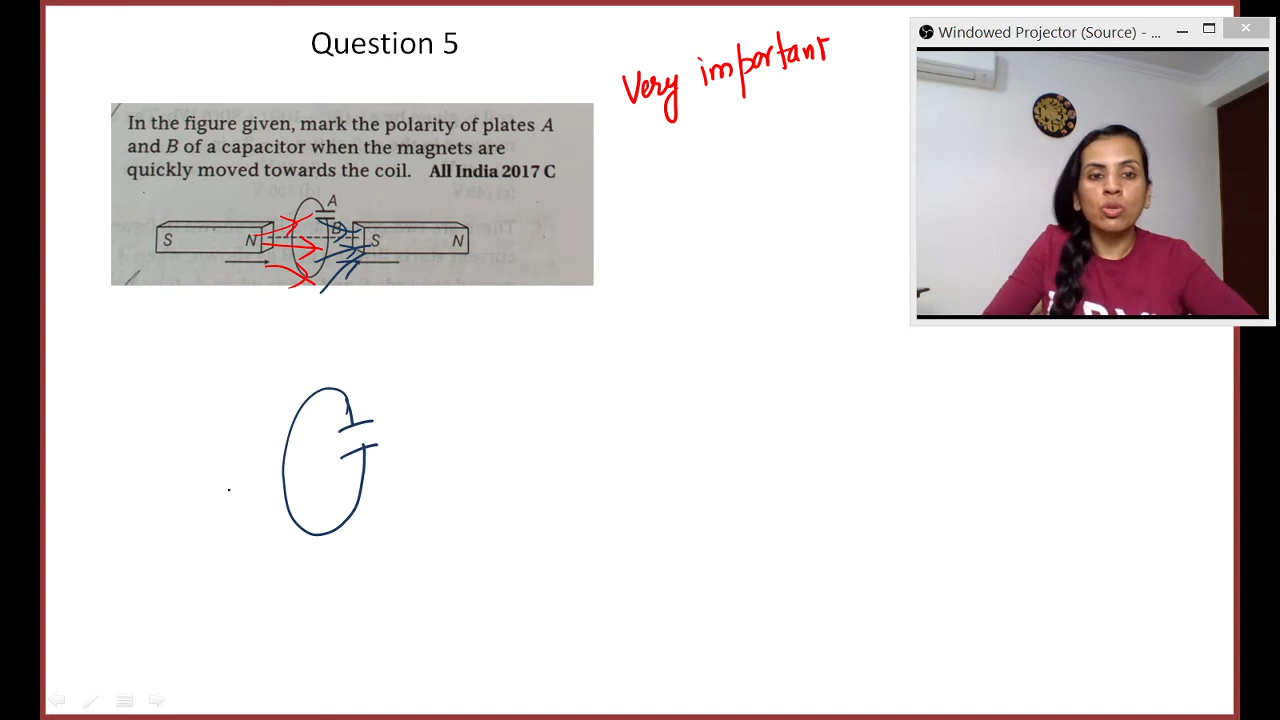 Question 5
Very important
Windowed Projector (Source) - ...
In the figure given, mark the polarity of plates A
and B of a capacitor when the magnets are
quickly moved towards the coil. All India 2017 C
A
B
S N S N